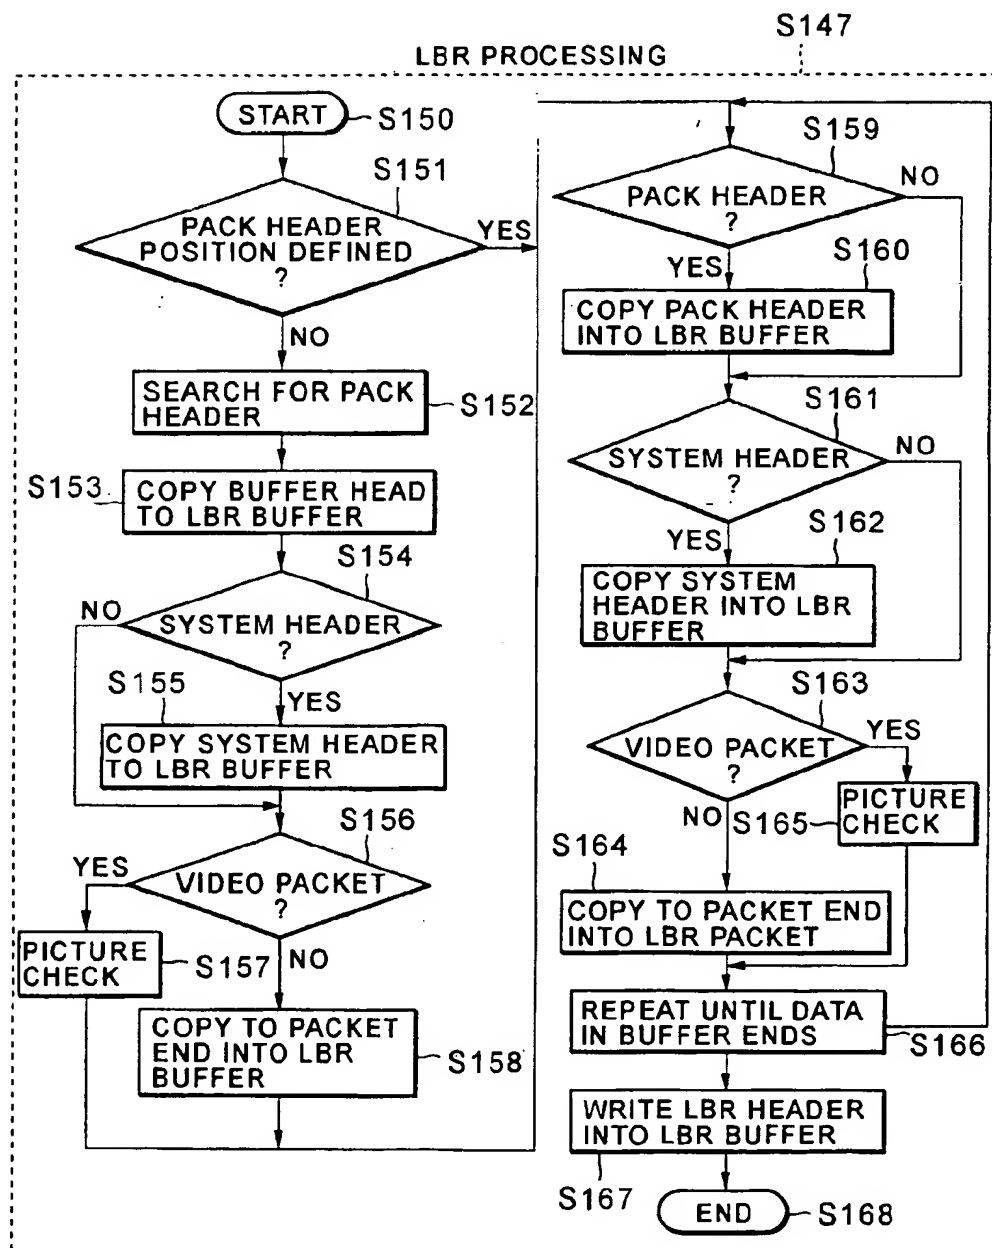 S147
LBR PROCESSING
START
S150
S151
PACK HEADER
POSITION DEFINED
?
YES
NO
SEARCH FOR PACK
HEADER
S152
S153
COPY BUFFER HEAD
TO LBR BUFFER
S154
NO
SYSTEM HEADER
?
S155
YES
COPY SYSTEM HEADER
TO LBR BUFFER
S156
YES
VIDEO PACKET
?
PICTURE
CHECK
S157
NO
COPY TO PACKET
END INTO LBR
BUFFER
S158
S159
NO
PACK HEADER
?
YES
S160
COPY PACK HEADER
INTO LBR BUFFER
S161
NO
SYSTEM HEADER
?
YES
S162
COPY SYSTEM
HEADER INTO LBR
BUFFER
S163
YES
VIDEO PACKET
?
NO
S165
PICTURE
CHECK
S164
COPY TO PACKET END
INTO LBR PACKET
REPEAT UNTIL DATA
IN BUFFER ENDS
S166
WRITE LBR HEADER
INTO LBR BUFFER
S167
END
S168